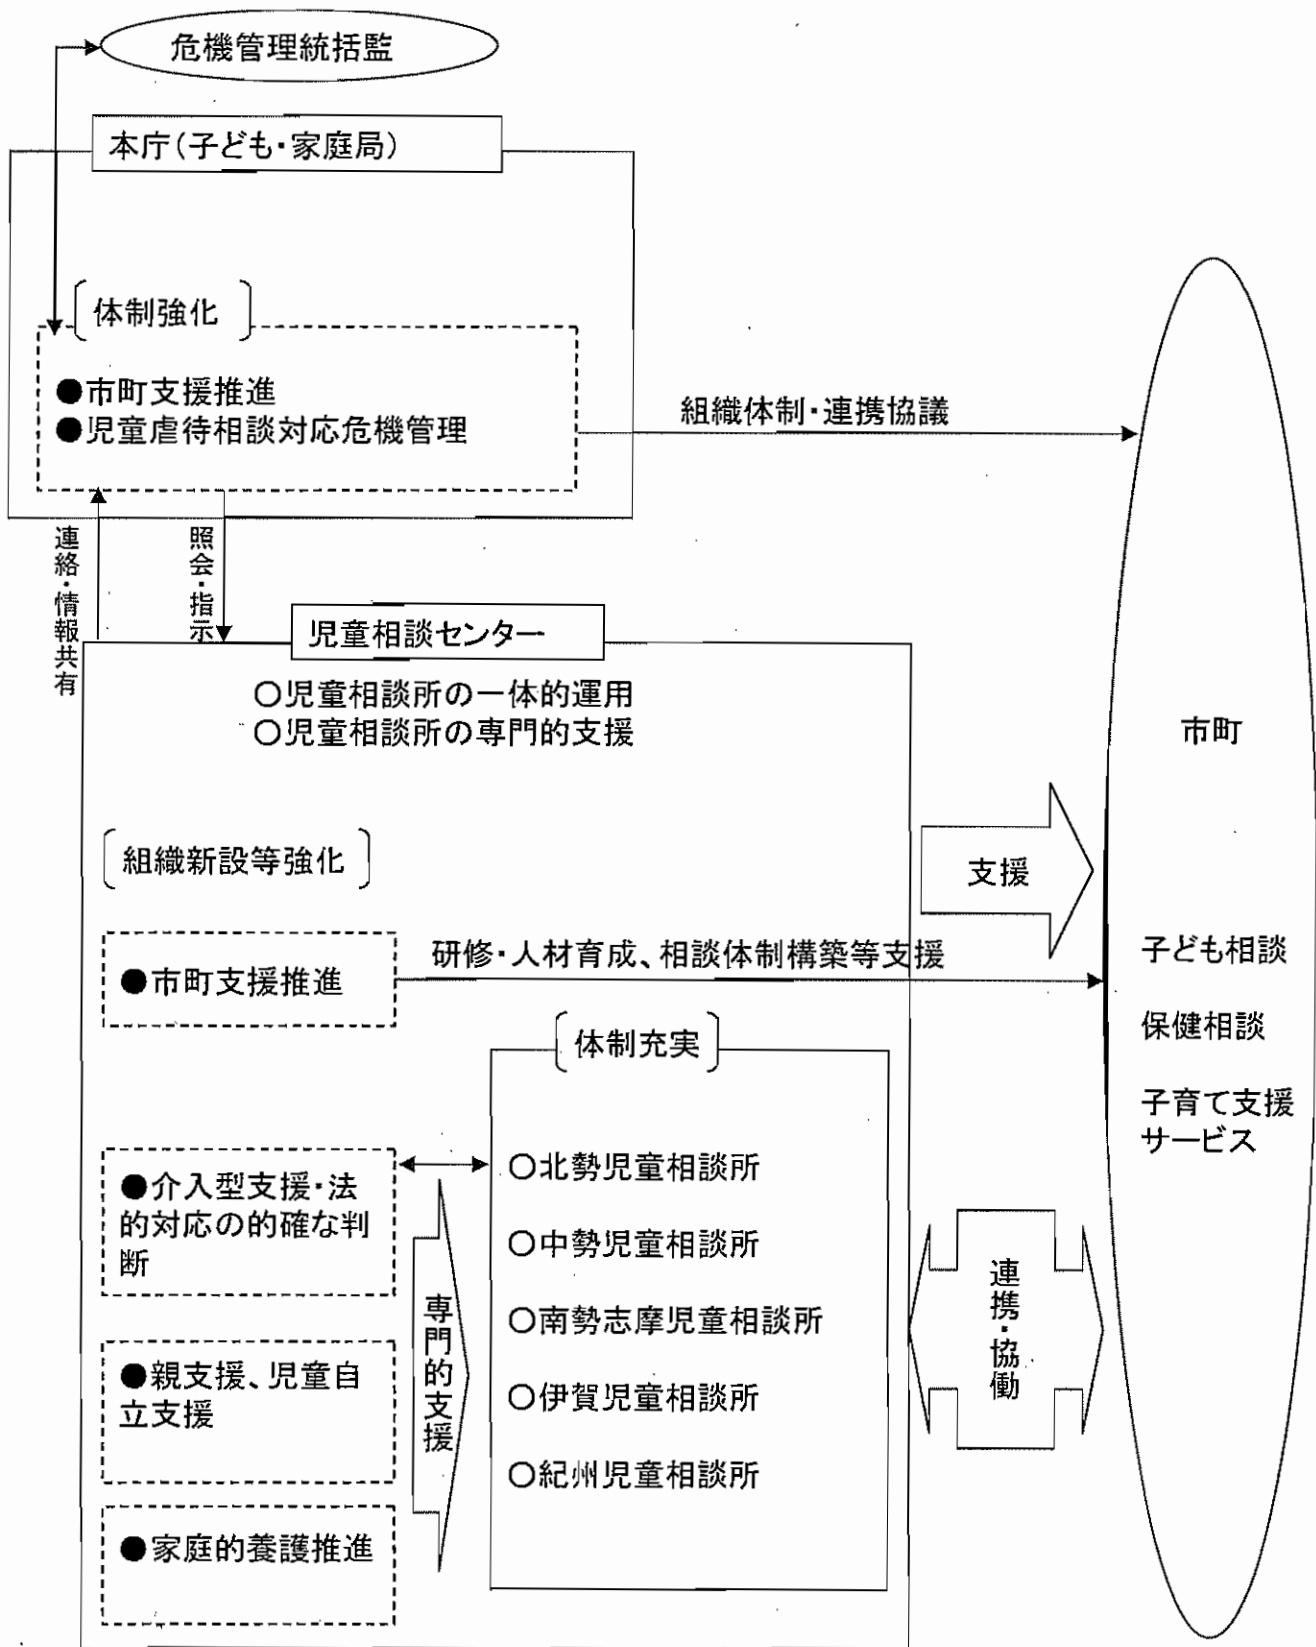 危機管理統括監
本庁(子ども・家庭局)
〔体制強化〕
●市町支援推進
●児童虐待相談対応危機管理
組織体制・連携協議
連絡・情報共有
照会・指示
児童相談センター
○児童相談所の一体的運用
○児童相談所の専門的支援
市町
〔組織新設等強化〕
支援
●市町支援推進
研修・人材育成、相談体制構築等支援
子ども相談
保健相談
子育て支援
サービス
〔体制充実〕
●介入型支援・法
的対応の的確な判
断
●親支援、児童自
立支援
●家庭的養護推進
専門的支援
○北勢児童相談所
○中勢児童相談所
○南勢志摩児童相談所
○伊賀児童相談所
○紀州児童相談所
連携・協働